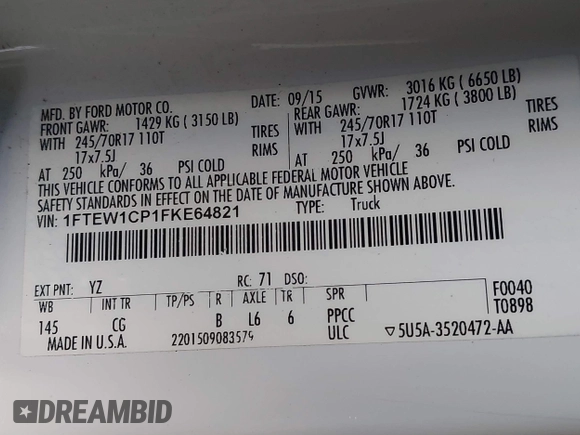 MFD. BY FORD MOTOR CO. DATE: 09/15 GVWR: 3016 KG ( 6650 LB)
FRONT GAWR: 1429 KG ( 3150 LB) REAR GAWR: 1724 KG ( 3800 LB)
WITH 245/70R17 110T TIRES WITH 245/70R17 110T TIRES
17x7.5J RIMS 17x7.5J RIMS
AT 250 kPa/ 36 PSI COLD AT 250 kPa/ 36 PSI COLD
THIS VEHICLE CONFORMS TO ALL APPLICABLE FEDERAL MOTOR VEHICLE
SAFETY STANDARDS IN EFFECT ON THE DATE OF MANUFACTURE SHOWN ABOVE.
VIN: 1FTEW1CP1FKE64821 TYPE: Truck
EXT PNT: YZ RC: 71 DSO: F0040
WB INT TR TP/PS R AXLE TR SPR T0898
145 CG B L6 6 PPCC
MADE IN U.S.A. 2201509083574 ULC ▽5U5A-3520472-AA
DREAMBID